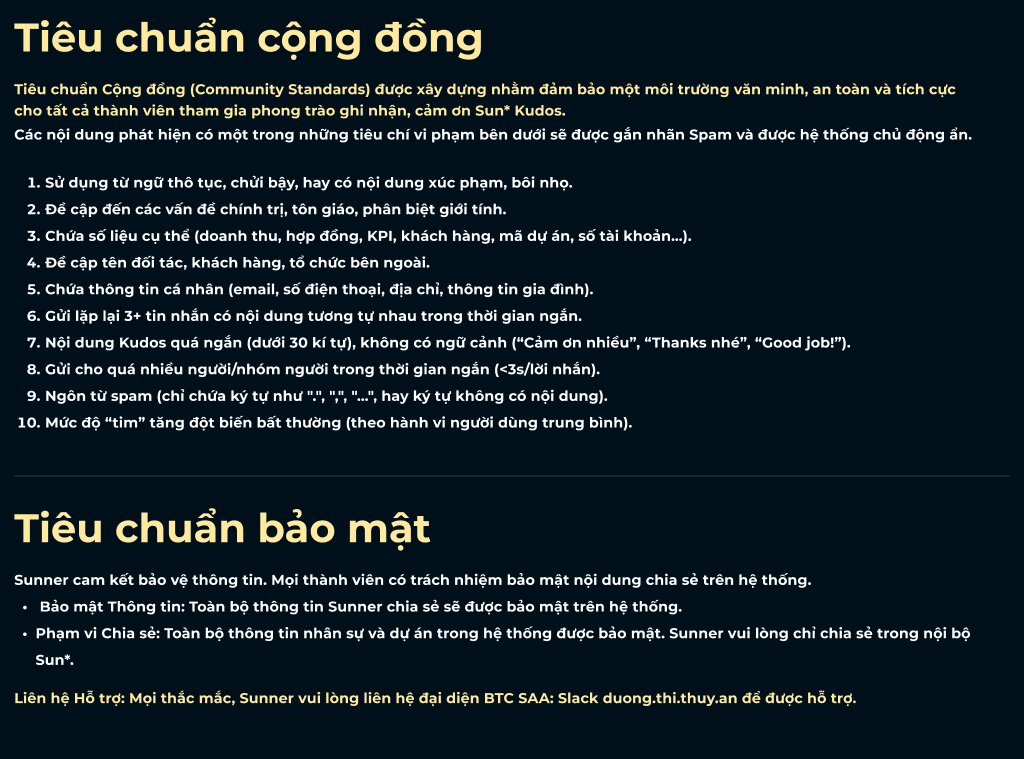 Tiêu chuẩn cộng đồng
Tiêu chuẩn Cộng đồng (Community Standards) được xây dựng nhằm đảm bảo một môi trường văn minh, an toàn và tích cực
cho tất cả thành viên tham gia phong trào ghi nhận, cảm ơn Sun* Kudos.
Các nội dung phát hiện có một trong những tiêu chí vi phạm bên dưới sẽ được gắn nhãn Spam và được hệ thống chủ động ẩn.
1. Sử dụng từ ngữ thô tục, chửi bậy, hay có nội dung xúc phạm, bôi nhọ.
2. Đề cập đến các vấn đề chính trị, tôn giáo, phân biệt giới tính.
3. Chứa số liệu cụ thể (doanh thu, hợp đồng, KPI, khách hàng, mã dự án, số tài khoản...).
4. Đề cập tên đối tác, khách hàng, tổ chức bên ngoài.
5. Chứa thông tin cá nhân (email, số điện thoại, địa chỉ, thông tin gia đình).
6. Gửi lặp lại 3+ tin nhắn có nội dung tương tự nhau trong thời gian ngắn.
7. Nội dung Kudos quá ngắn (dưới 30 kí tự), không có ngữ cảnh (“Cảm ơn nhiều”, “Thanks nhé”, “Good job!”).
8. Gửi cho quá nhiều người/nhóm người trong thời gian ngắn (<3s/lời nhắn).
9. Ngôn từ spam (chỉ chứa ký tự như ".", ",", "...", hay ký tự không có nội dung).
10. Mức độ “tim” tăng đột biến bất thường (theo hành vi người dùng trung bình).
Tiêu chuẩn bảo mật
Sunner cam kết bảo vệ thông tin. Mọi thành viên có trách nhiệm bảo mật nội dung chia sẻ trên hệ thống.
• Bảo mật Thông tin: Toàn bộ thông tin Sunner chia sẻ sẽ được bảo mật trên hệ thống.
• Phạm vi Chia sẻ: Toàn bộ thông tin nhân sự và dự án trong hệ thống được bảo mật. Sunner vui lòng chỉ chia sẻ trong nội bộ
Sun*.
Liên hệ Hỗ trợ: Mọi thắc mắc, Sunner vui lòng liên hệ đại diện BTC SAA: Slack duong.thi.thuy.an để được hỗ trợ.